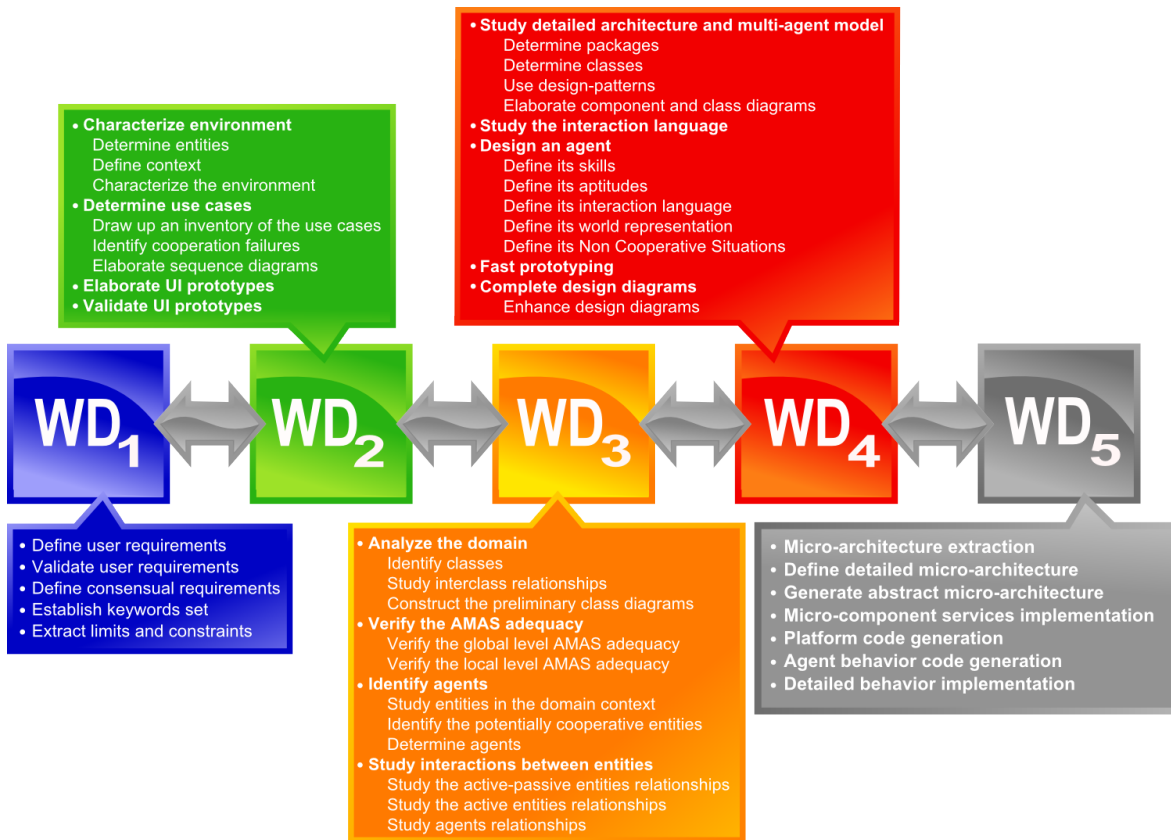 • Study detailed architecture and multi-agent model
Determine packages
Determine classes
Use design-patterns
Elaborate component and class diagrams
• Study the interaction language
• Design an agent
Define its skills
Define its aptitudes
Define its interaction language
Define its world representation
Define its Non Cooperative Situations
• Fast prototyping
• Complete design diagrams
Enhance design diagrams
• Characterize environment
Determine entities
Define context
Characterize the environment
• Determine use cases
Draw up an inventory of the use cases
Identify cooperation failures
Elaborate sequence diagrams
• Elaborate UI prototypes
• Validate UI prototypes
WD1
WD2
WD3
WD4
WD5
• Define user requirements
• Validate user requirements
• Define consensual requirements
• Establish keywords set
• Extract limits and constraints
• Analyze the domain
Identify classes
Study interclass relationships
Construct the preliminary class diagrams
• Verify the AMAS adequacy
Verify the global level AMAS adequacy
Verify the local level AMAS adequacy
• Identify agents
Study entities in the domain context
Identify the potentially cooperative entities
Determine agents
• Study interactions between entities
Study the active-passive entities relationships
Study the active entities relationships
Study agents relationships
• Micro-architecture extraction
• Define detailed micro-architecture
• Generate abstract micro-architecture
• Micro-component services implementation
• Platform code generation
• Agent behavior code generation
• Detailed behavior implementation